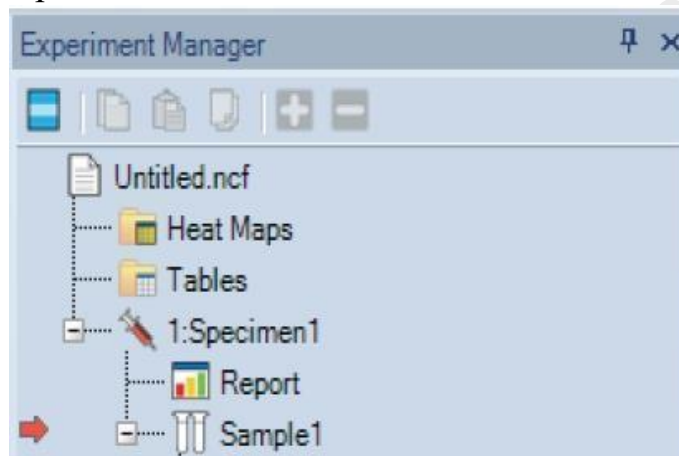 Experiment Manager
Untitled.ncf
Heat Maps
Tables
1:Specimen1
Report
Sample1